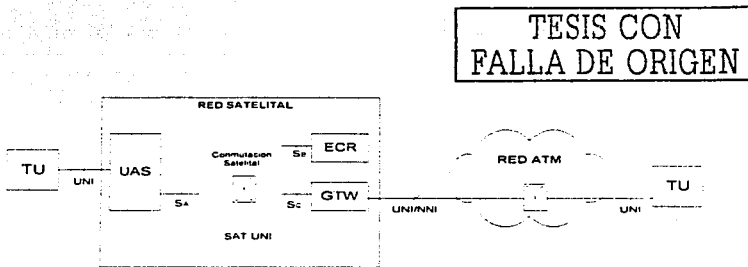 TESIS CON
FALLA DE ORIGEN
RED SATELITAL
TU
UNI
UAS
SA
Conmutacion
Satelital
SB
ECR
SC
GTW
SAT UNI
UNI/NNI
RED ATM
UNI
TU